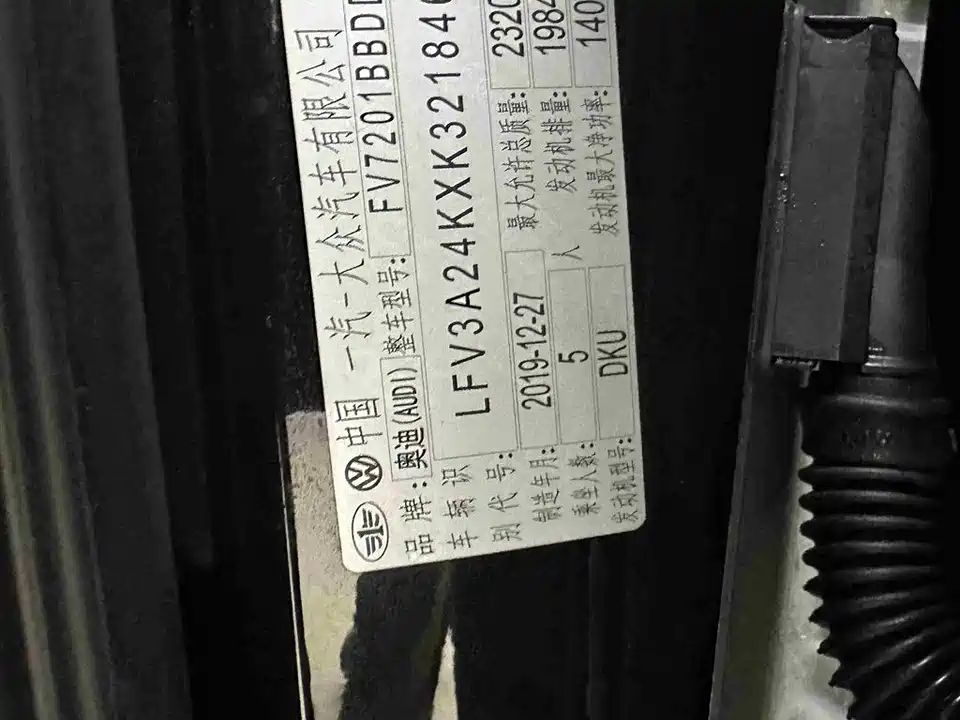 中国 一汽-大众汽车有限公司
品牌: 奥迪(AUDI) 整车型号: FV7201BBD
车辆识别代号: LFV3A24KXK32184
制造年月: 2019-12-27 最大允许总质量: 2320
乘坐人数: 5 人 发动机排量: 1984
发动机型号: DKU 发动机最大净功率: 140